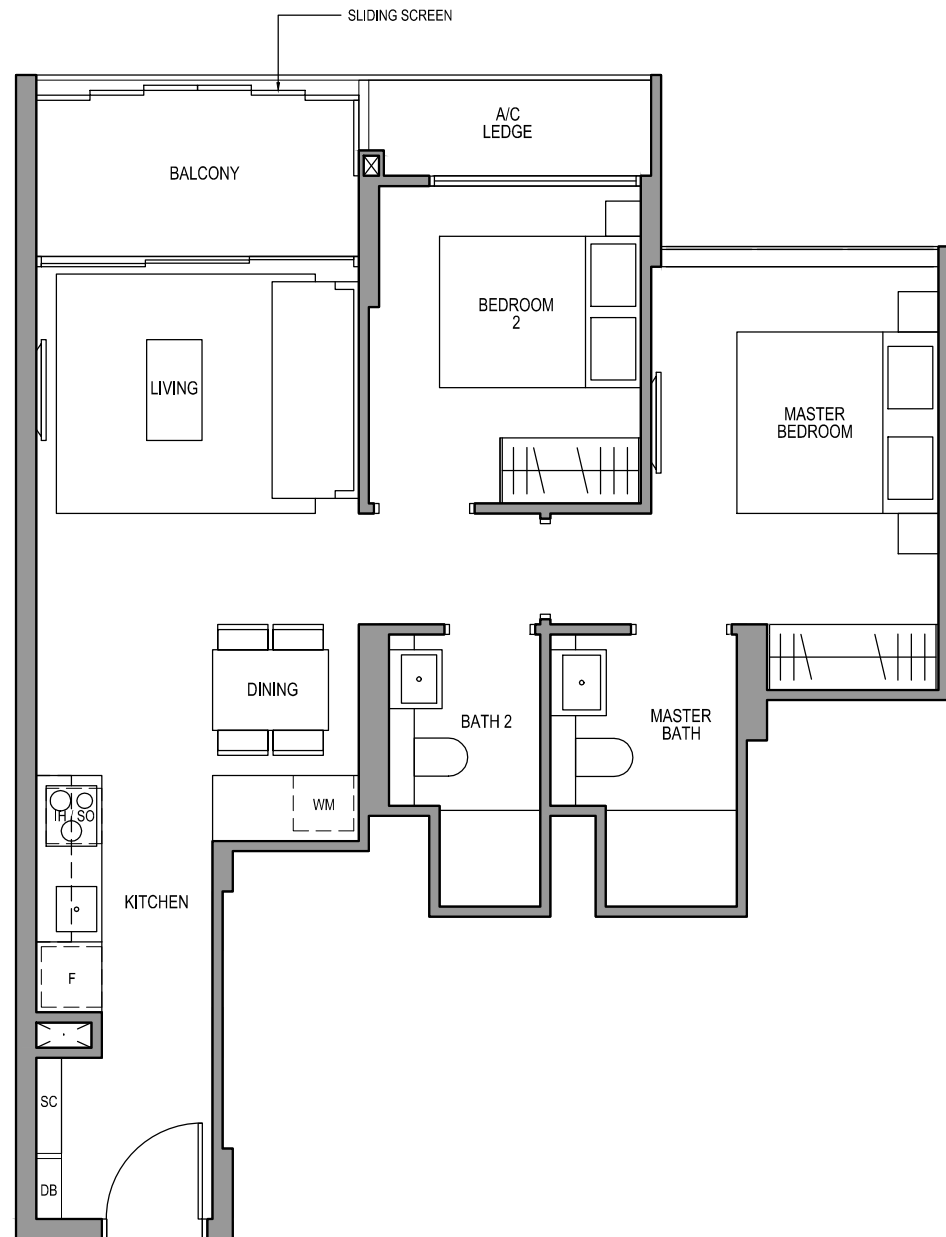 SLIDING SCREEN
A/C
LEDGE
BALCONY
BEDROOM
2
LIVING
MASTER
BEDROOM
DINING
BATH 2
MASTER
BATH
WM
IH SO
KITCHEN
F
SC
DB